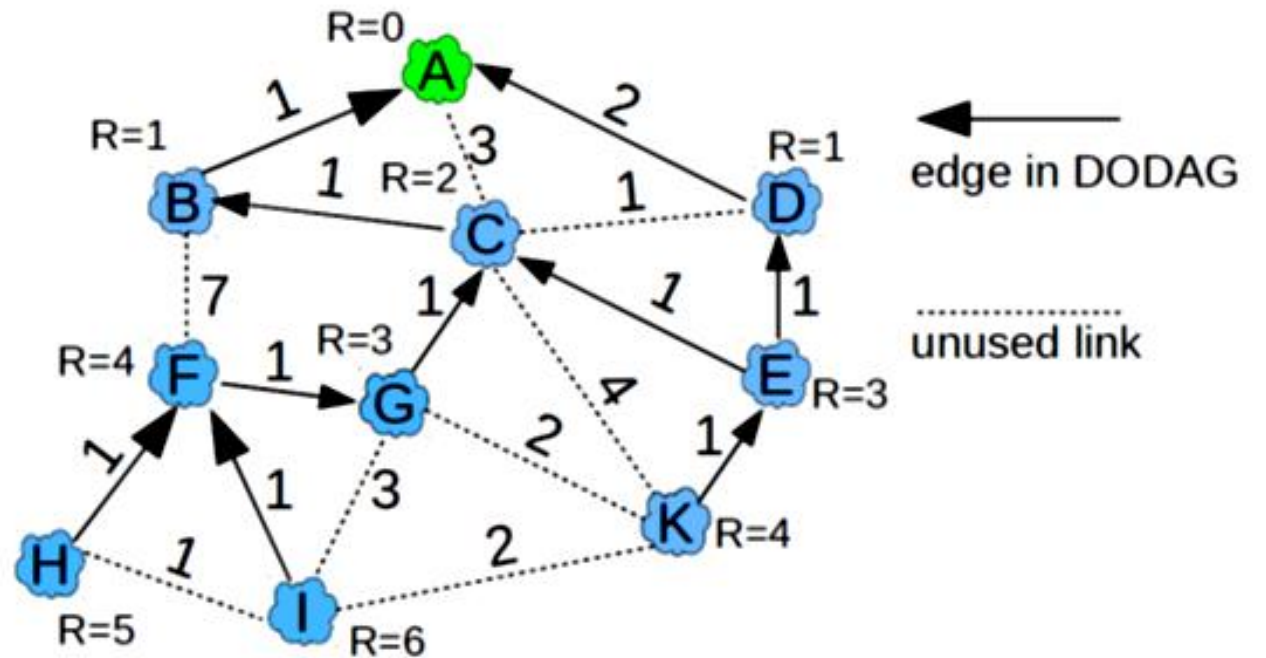 R=0
A
1
2
3
R=1
R=1
1
R=2
1
B
D
edge in DODAG
C
7
1
1
1
R=3
unused link
R=4
1
F
E
R=3
G
4
2
1
1
1
3
K
R=4
H
1
2
R=5
I
R=6